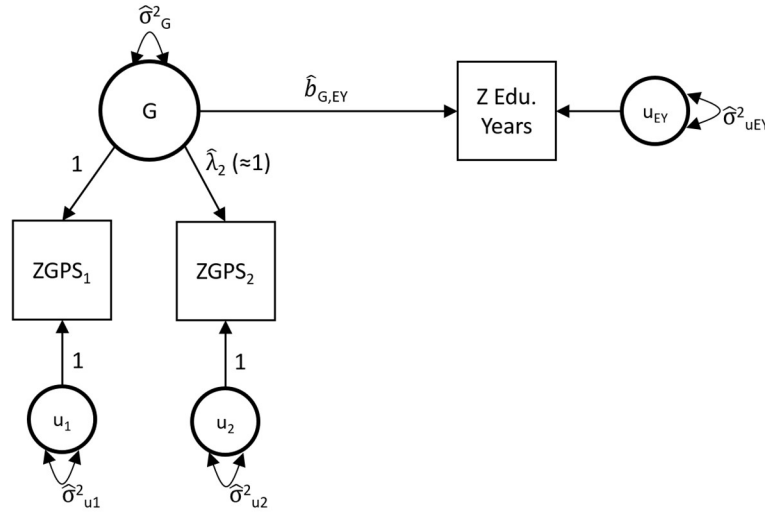 σ̂²G
b̂G,EY
G
Z Edu.
Years
uEY
σ̂²uEY
1
λ̂2 (≈1)
ZGPS1
ZGPS2
1
1
u1
u2
σ̂²u1
σ̂²u2